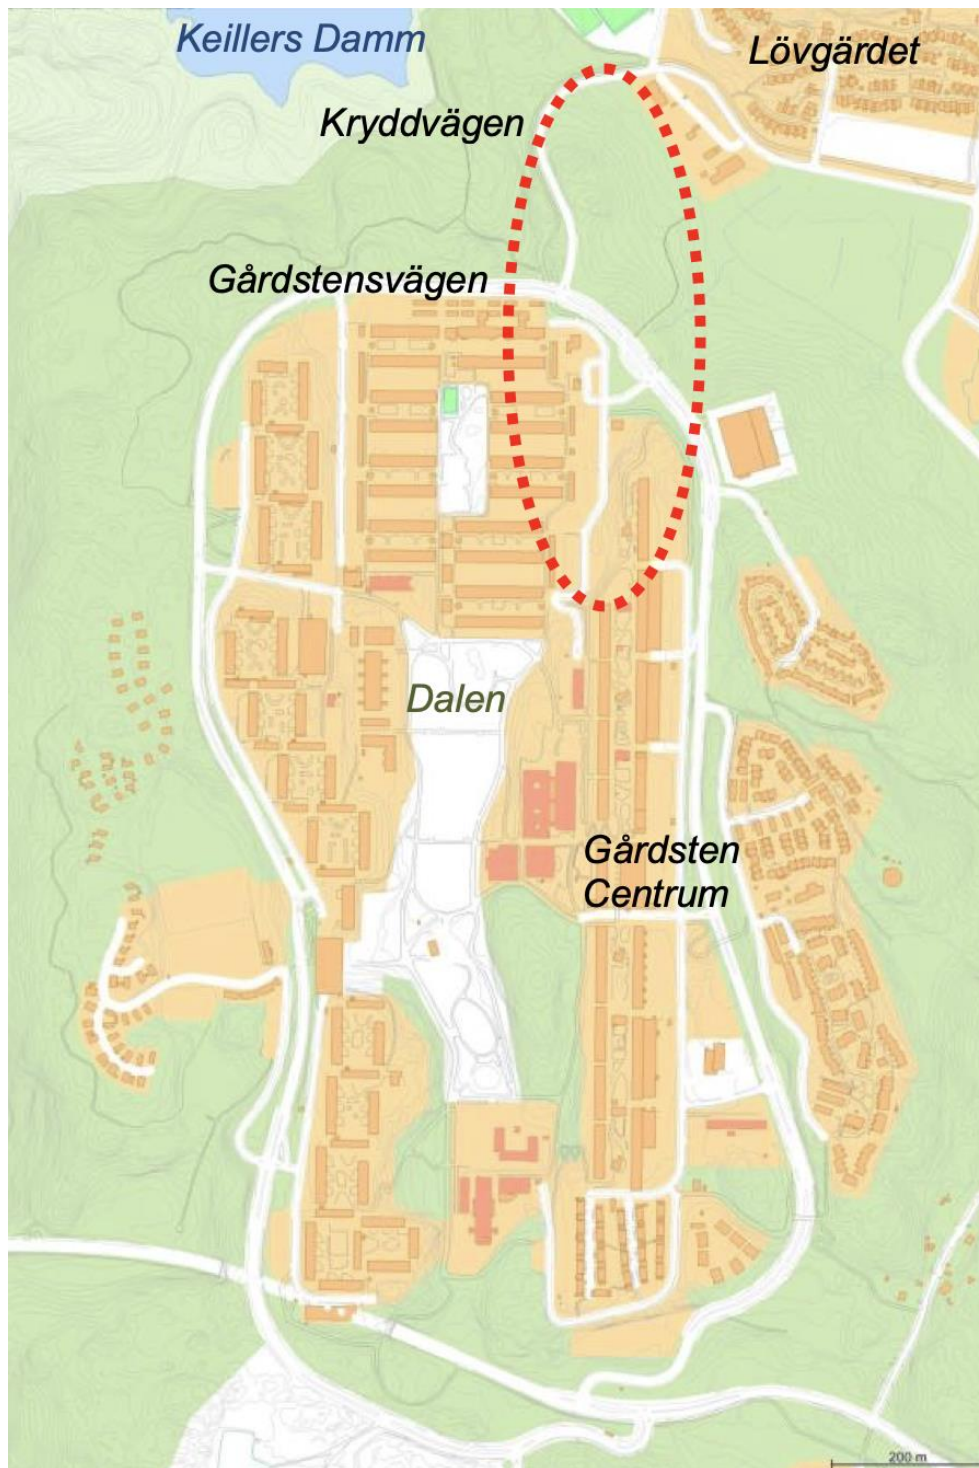 Keillers Damm
Lövgärdet
Kryddvägen
Gårdstensvägen
Dalen
Gårdsten
Centrum
200 m